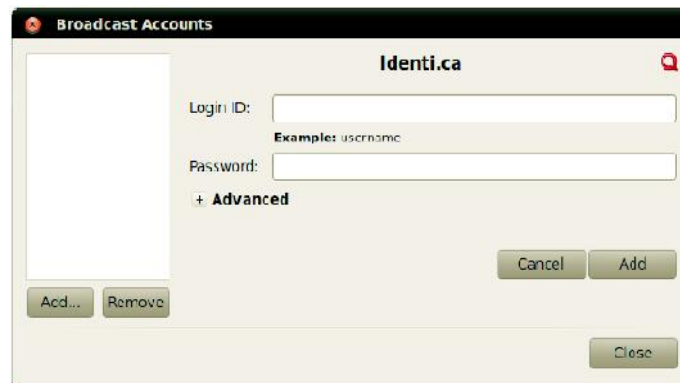 Broadcast Accounts
Identi.ca
Login ID:
Example: username
Password:
+ Advanced
Cancel Add
Add... Remove
Close